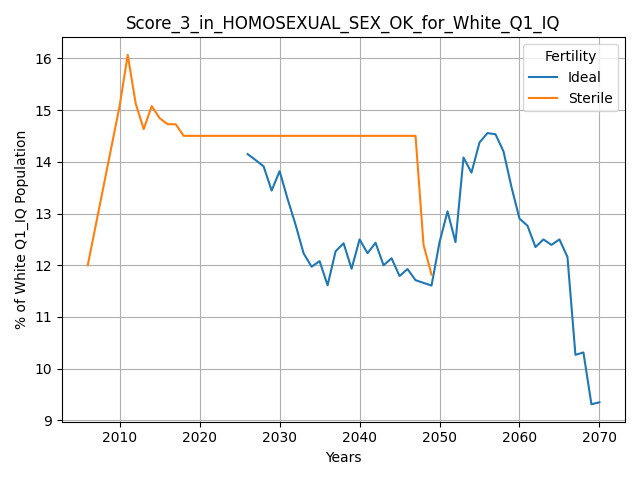 Score_3_in_HOMOSEXUAL_SEX_OK_for_White_Q1_IQ
Fertility
Ideal
Sterile
% of White Q1_IQ Population
16
15
14
13
12
11
10
9
2010 2020 2030 2040 2050 2060 2070
Years